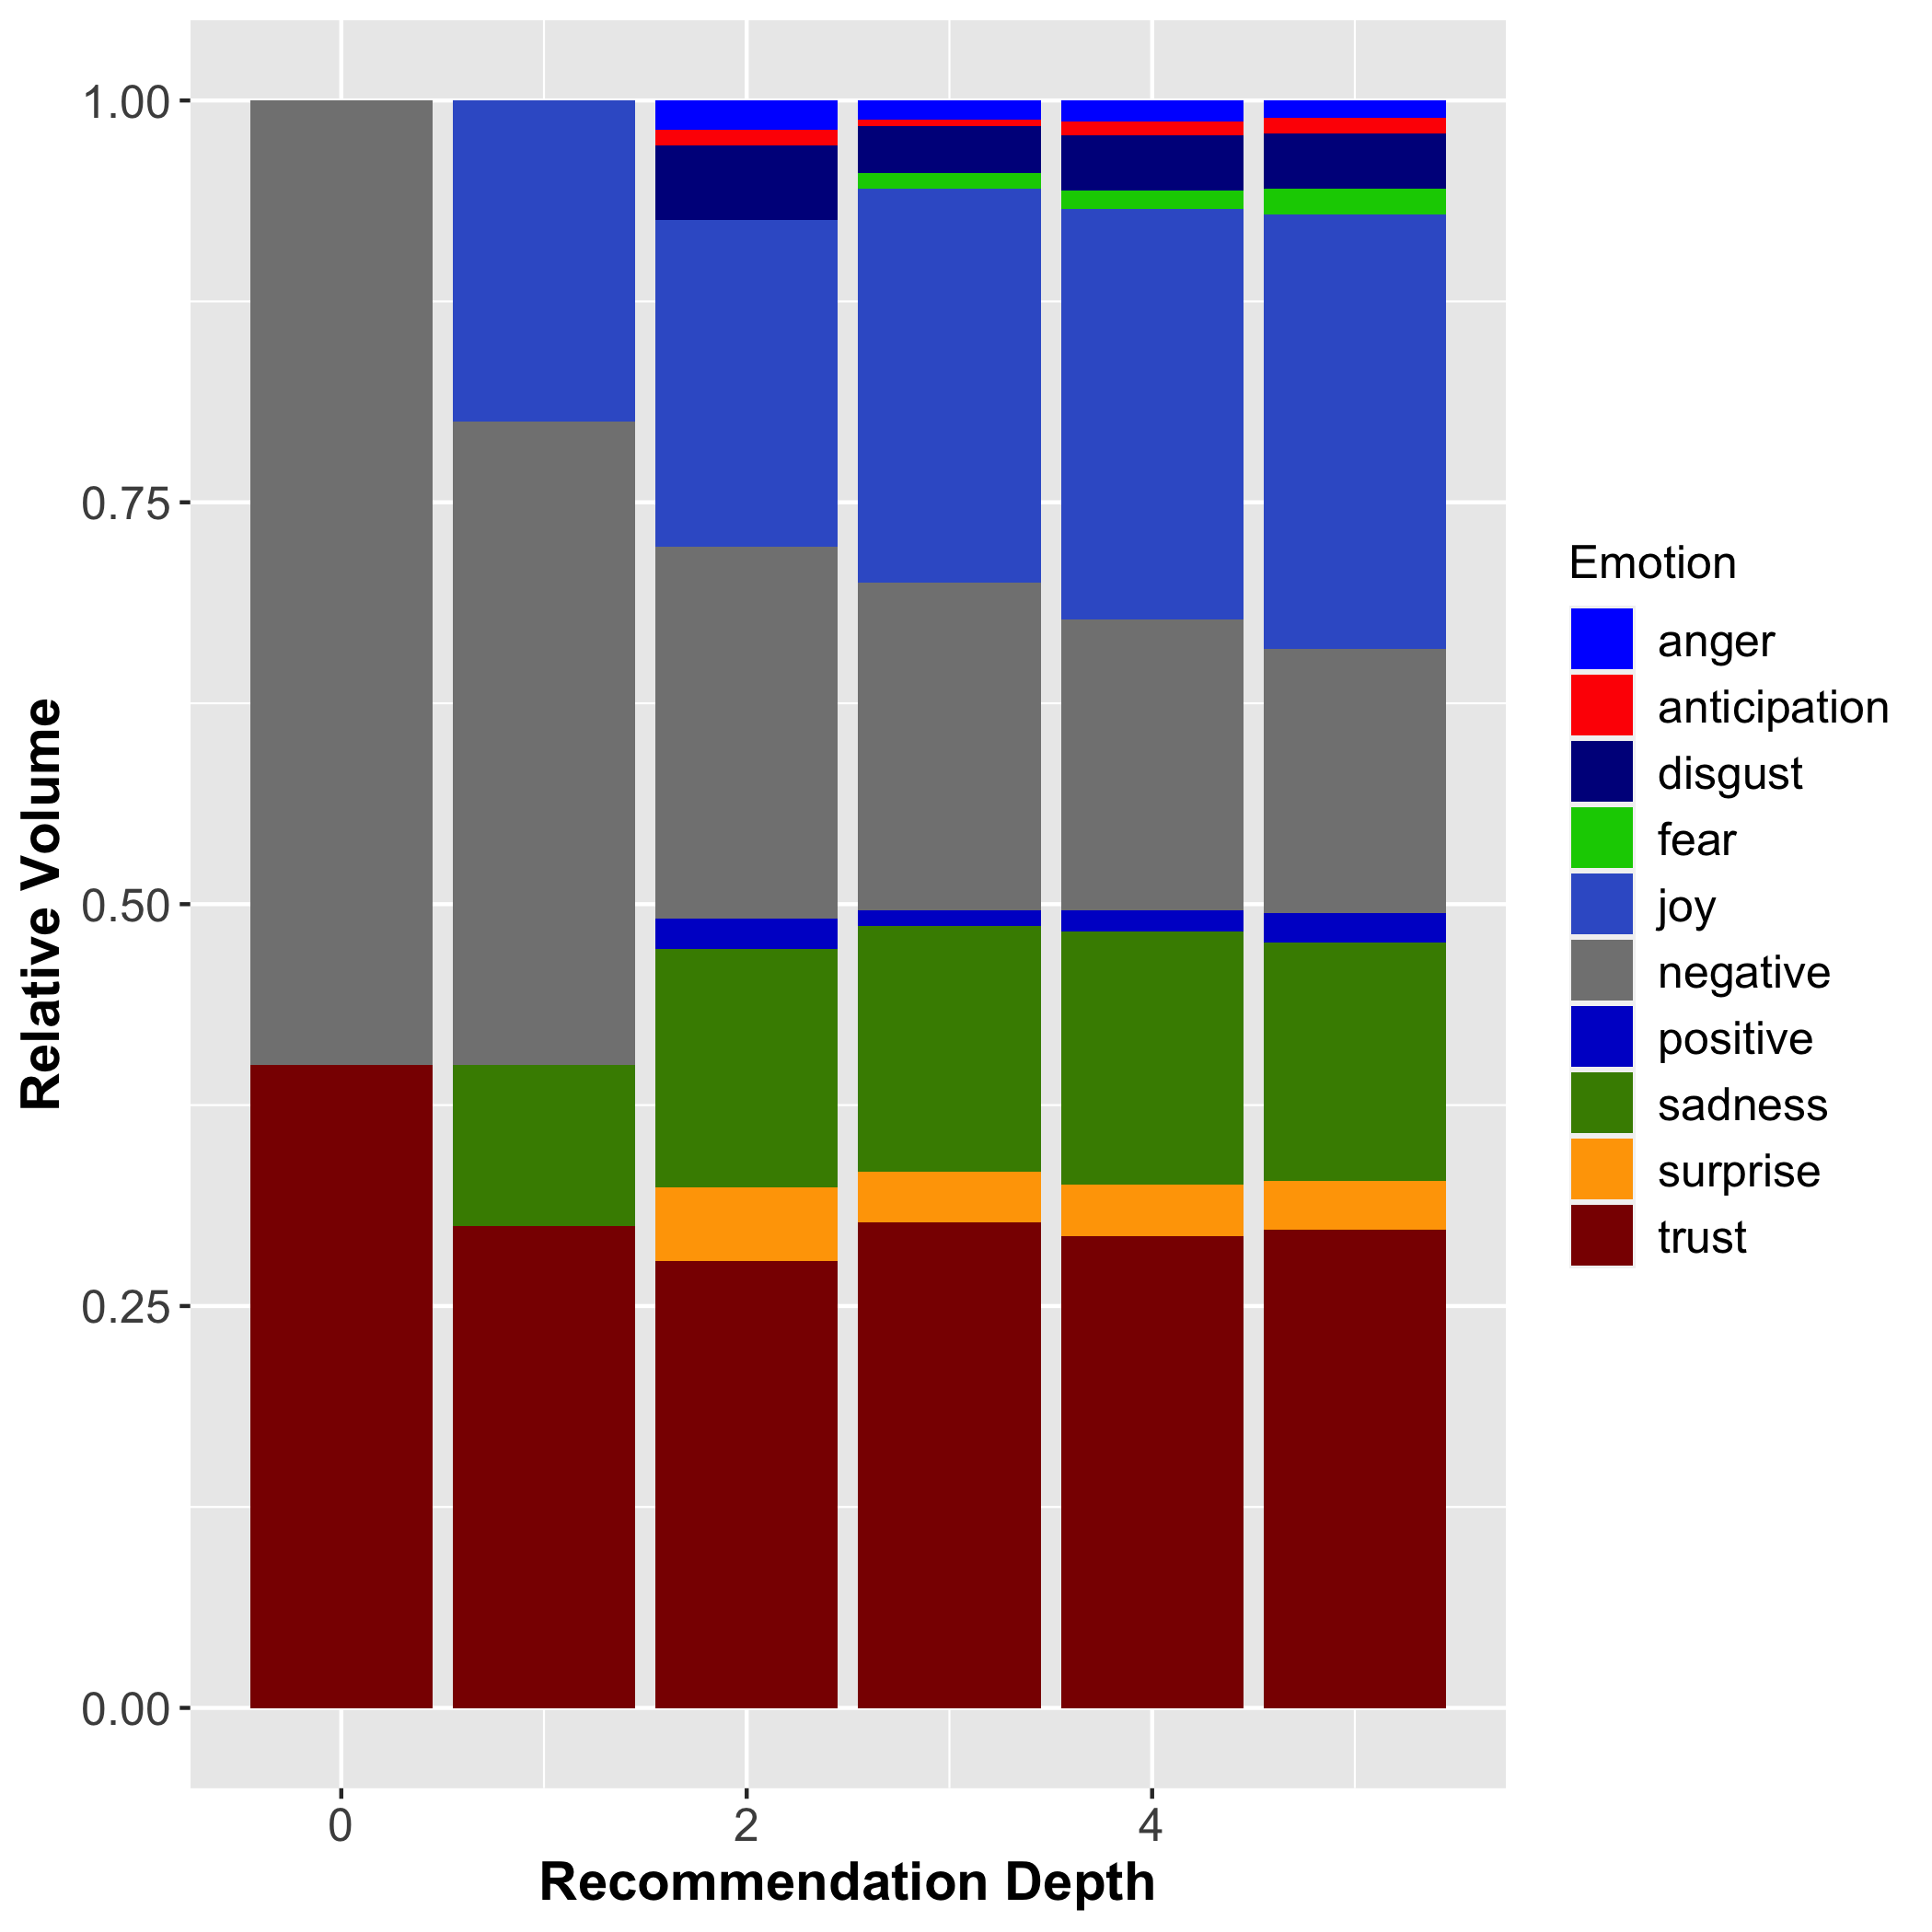 1.00
0.75
0.50
0.25
0.00
Relative Volume
0
2
4
Recommendation Depth
Emotion
anger
anticipation
disgust
fear
joy
negative
positive
sadness
surprise
trust